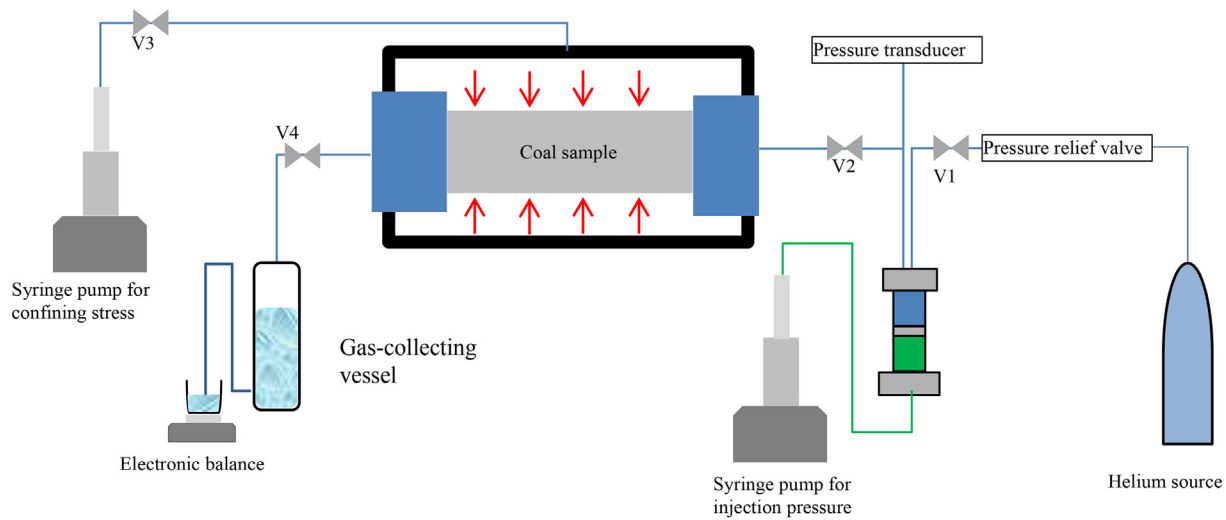 V3
Pressure transducer
V4
Coal sample
V2
V1
Pressure relief valve
Syringe pump for
confining stress
Gas-collecting
vessel
Electronic balance
Syringe pump for
injection pressure
Helium source